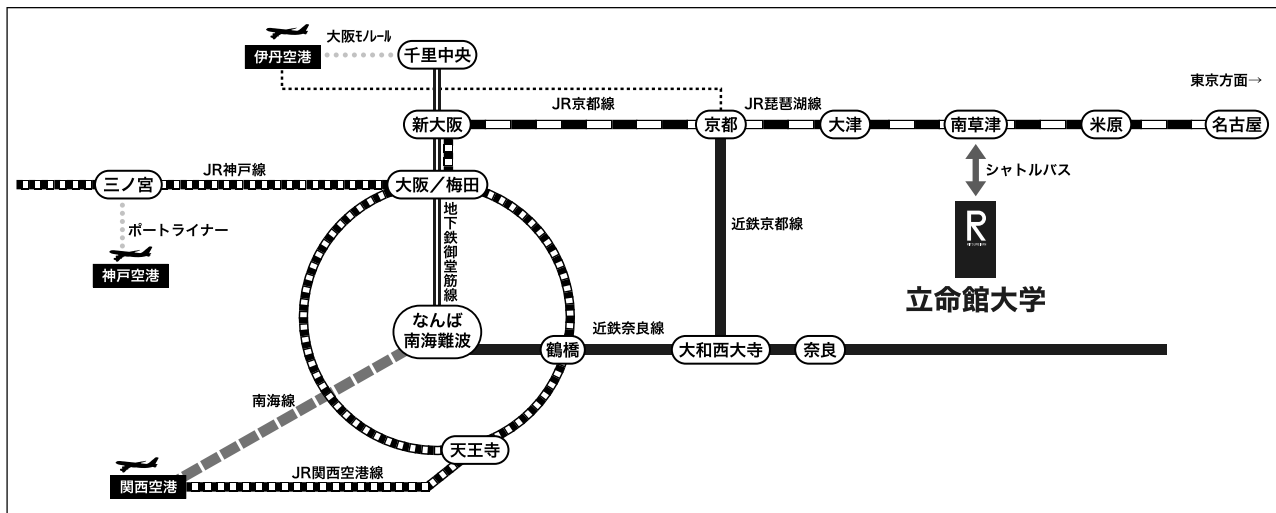 大阪ﾓﾉﾚｰﾙ
伊丹空港
千里中央
東京方面→
JR京都線
JR琵琶湖線
新大阪
京都
大津
南草津
米原
名古屋
JR神戸線
シャトルバス
三ノ宮
大阪／梅田
ポートライナー
地下鉄御堂筋線
近鉄京都線
R
神戸空港
立命館大学
なんば
南海難波
近鉄奈良線
鶴橋
大和西大寺
奈良
南海線
天王寺
JR関西空港線
関西空港